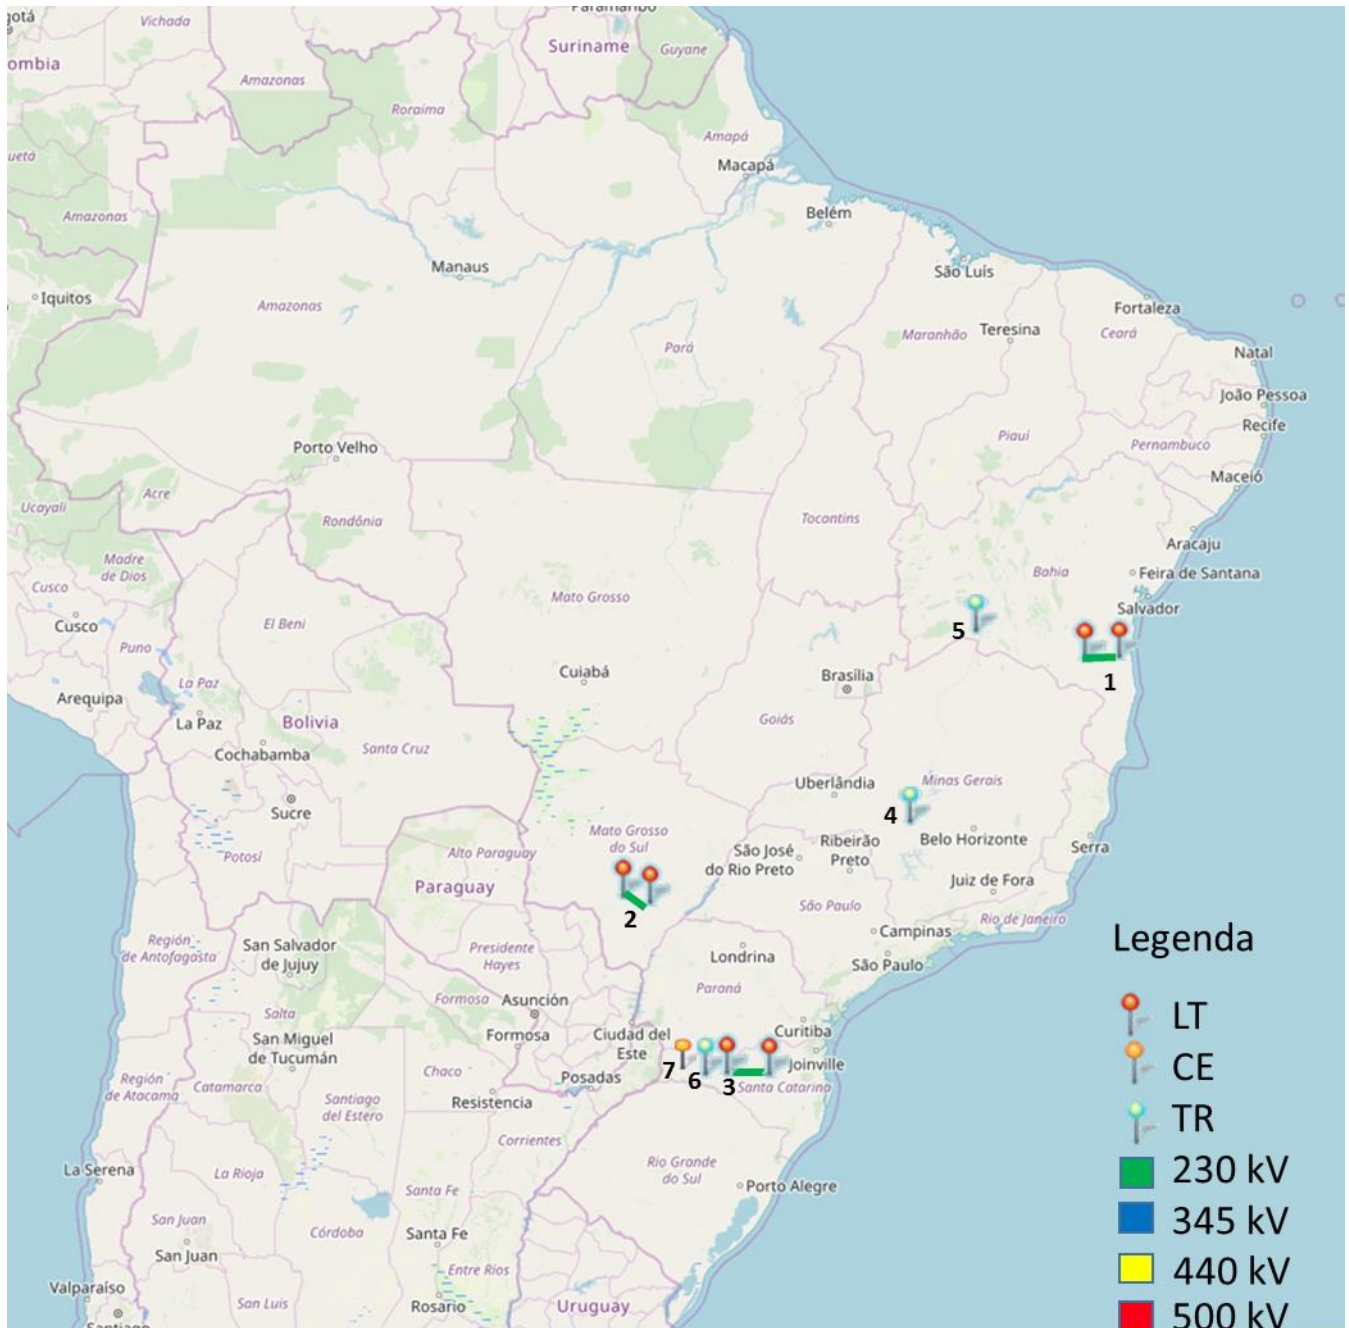 gotá
Vichada
Paramaribo
ombia
Suriname
Guyane
Amazonas
Roraima
Amapá
uetá
Macapá
Amazonas
Belém
Manaus
São Luís
Iquitos
Amazonas
Fortaleza
Maranhão
Teresina
Ceará
Pará
Natal
João Pessoa
Recife
Piauí
Pernambuco
Porto Velho
Maceió
Acre
Ucayali
Rondônia
Tocantins
Aracaju
Madre
de Dios
Bahia
Feira de Santana
Cusco
Mato Grosso
Salvador
Cusco
El Beni
5
Puno
Cuiabá
Brasília
1
La Paz
Arequipa
La Paz
Bolivia
Goiás
Cochabamba
Santa Cruz
Uberlândia
Minas Gerais
Sucre
4
Mato Grosso
do Sul
Belo Horizonte
Ribeirão
Preto
São José
do Rio Preto
Serra
Potosí
Alto Paraguay
Paraguay
Juiz de Fora
São Paulo
Rio de Janeiro
2
Campinas
Región
de Antofagasta
San Salvador
de Jujuy
Presidente
Hayes
Londrina
São Paulo
Legenda
Paraná
Formosa
Asunción
Salta
LT
Curitiba
Ciudad del
Este
Formosa
San Miguel
de Tucumán
CE
7
6
3
Joinville
Chaco
Posadas
Santa Catarina
Región
de Atacama
Catamarca
Santiago
del Estero
Resistencia
TR
Corrientes
La Serena
La Rioja
Rio Grande
do Sul
230 kV
Porto Alegre
Santa Fe
San Juan
345 kV
Córdoba
Santa Fe
San Juan
Entre Ríos
440 kV
Valparaíso
San Luis
Rosario
Uruguay
500 kV
Santiago